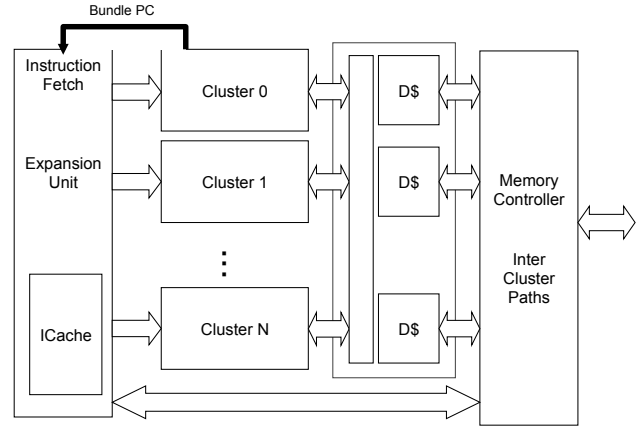 Bundle PC
Instruction
Fetch
Expansion
Unit
ICache
Cluster 0
Cluster 1
Cluster N
D$
D$
D$
Memory
Controller
Inter
Cluster
Paths